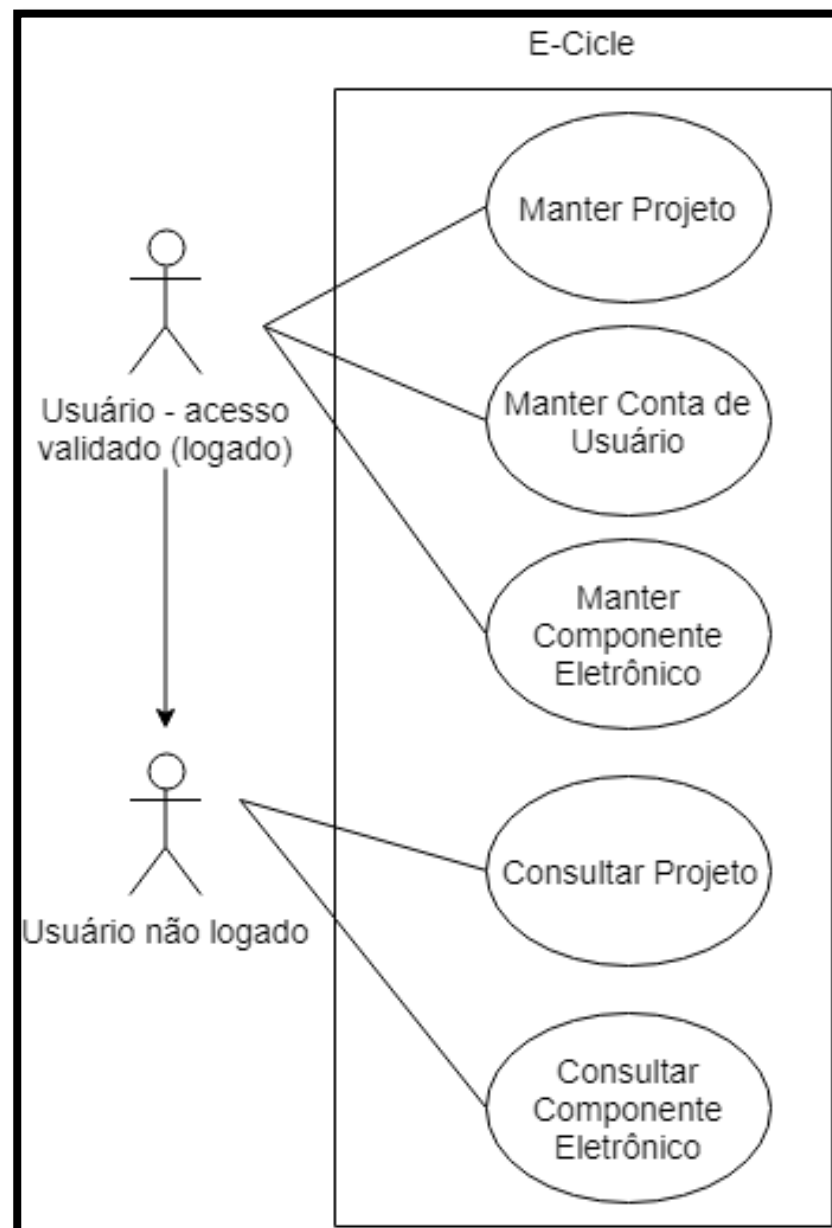 E-Cicle
Manter Projeto
Usuário - acesso
validado (logado)
Manter Conta de
Usuário
Manter
Componente
Eletrônico
Usuário não logado
Consultar Projeto
Consultar
Componente
Eletrônico